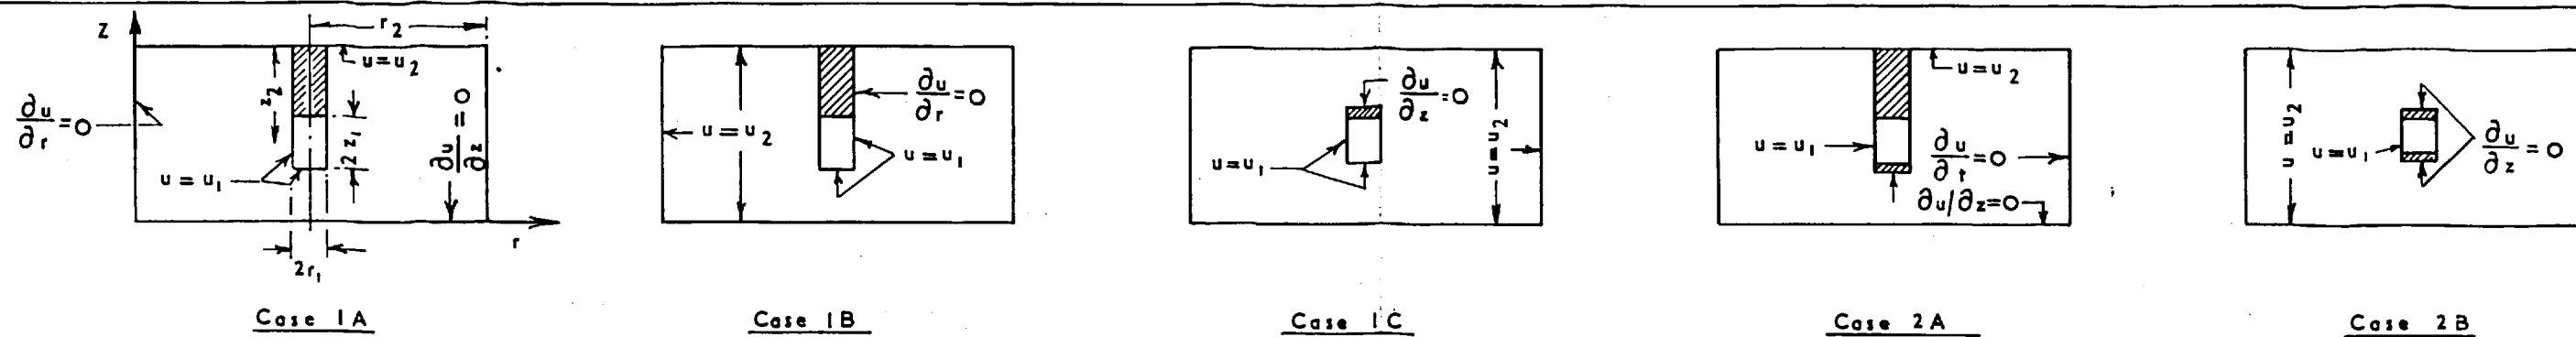 z
r₂
u=u₂
z₂
∂u/∂r=0
2z₁
∂u/∂z=0
u=u₁
2r₁
r
Case 1A
u=u₂
∂u/∂r=0
u=u₁
Case 1B
∂u/∂z=0
u=u₂
u=u₁
Case 1C
u=u₂
u=u₁
∂u/∂r=0
∂u/∂z=0
Case 2A
u=u₂
u=u₁
∂u/∂z=0
Case 2B